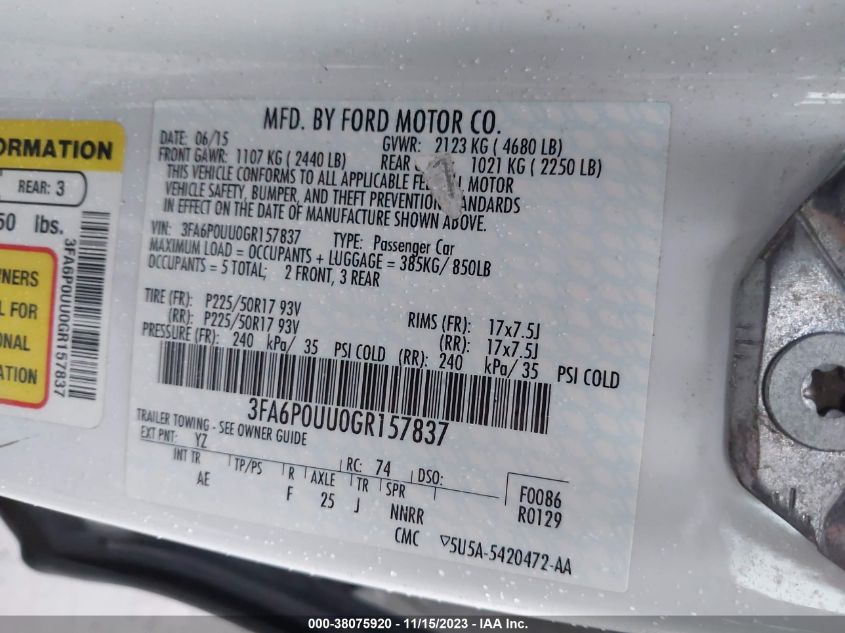 ORMATION
REAR: 3
50 lbs.
WNERS
L FOR
ONAL
ATION
3FA6P0UU0GR157837
MFD. BY FORD MOTOR CO.
DATE: 06/15 GVWR: 2123 KG ( 4680 LB)
FRONT GAWR: 1107 KG ( 2440 LB) REAR 1021 KG ( 2250 LB)
THIS VEHICLE CONFORMS TO ALL APPLICABLE MOTOR
VEHICLE SAFETY, BUMPER, AND THEFT PREVENTION STANDARDS
IN EFFECT ON THE DATE OF MANUFACTURE SHOWN ABOVE.
VIN: 3FA6P0UU0GR157837 TYPE: Passenger Car
MAXIMUM LOAD = OCCUPANTS + LUGGAGE = 385KG/ 850LB
OCCUPANTS = 5 TOTAL; 2 FRONT, 3 REAR
TIRE (FR): P225/50R17 93V RIMS (FR): 17x7.5J
(RR): P225/50R17 93V (RR): 17x7.5J
PRESSURE (FR): 240 kPa/ 35 PSI COLD (RR): 240 kPa/ 35 PSI COLD
3FA6P0UU0GR157837
TRAILER TOWING - SEE OWNER GUIDE
EXT PNT: YZ RC: 74 DSO:
INT TR TP/PS R AXLE TR SPR F0086
AE F 25 J NNRR R0129
CMC ▽5U5A-5420472-AA
000-38075920 - 11/15/2023 - IAA Inc.